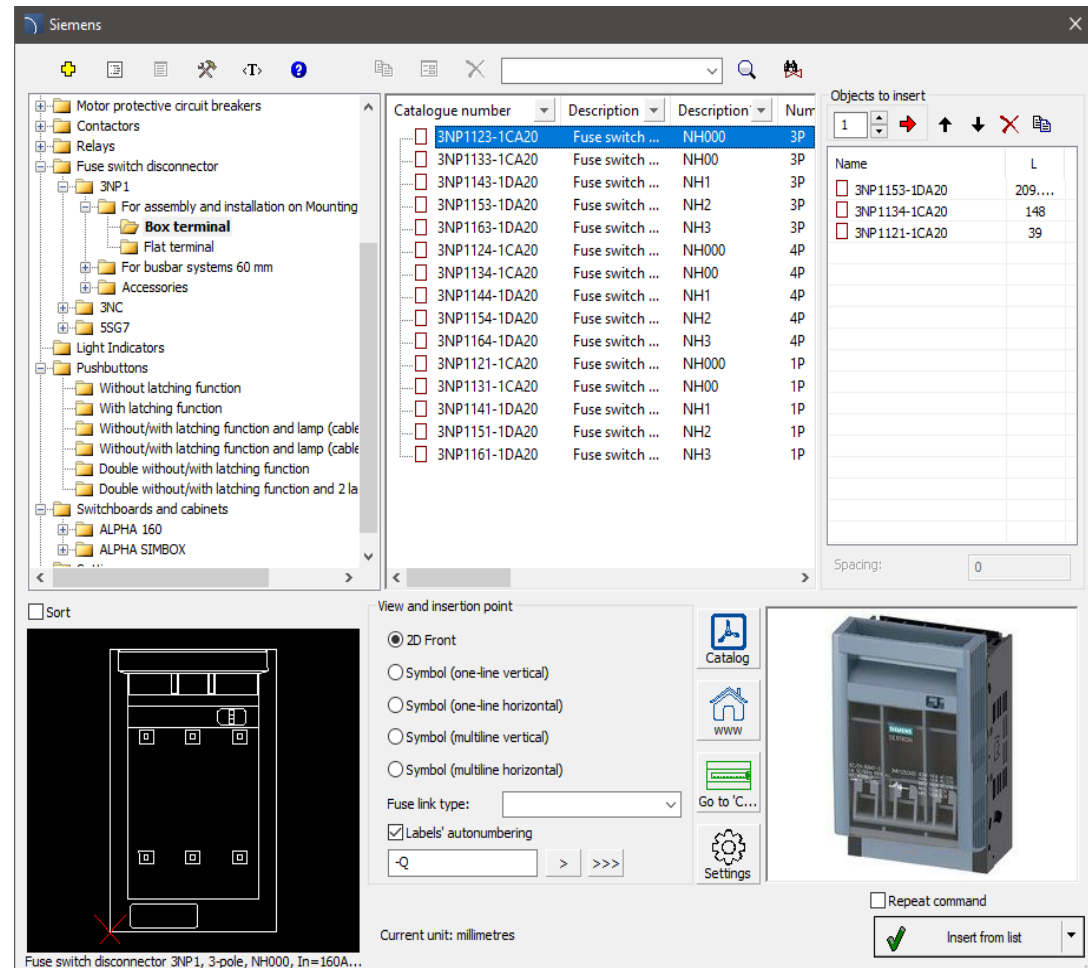 Siemens
<T>
?
Motor protective circuit breakers
Contactors
Relays
Fuse switch disconnector
3NP1
For assembly and installation on Mounting
Box terminal
Flat terminal
For busbar systems 60 mm
Accessories
3NC
5SG7
Light Indicators
Pushbuttons
Without latching function
With latching function
Without/with latching function and lamp (cable
Without/with latching function and lamp (cable
Double without/with latching function
Double without/with latching function and 2 la
Switchboards and cabinets
ALPHA 160
ALPHA SIMBOX
Catalogue number Description Description Num
3NP1123-1CA20 Fuse switch ... NH000 3P
3NP1133-1CA20 Fuse switch ... NH00 3P
3NP1143-1DA20 Fuse switch ... NH1 3P
3NP1153-1DA20 Fuse switch ... NH2 3P
3NP1163-1DA20 Fuse switch ... NH3 3P
3NP1124-1CA20 Fuse switch ... NH000 4P
3NP1134-1CA20 Fuse switch ... NH00 4P
3NP1144-1DA20 Fuse switch ... NH1 4P
3NP1154-1DA20 Fuse switch ... NH2 4P
3NP1164-1DA20 Fuse switch ... NH3 4P
3NP1121-1CA20 Fuse switch ... NH000 1P
3NP1131-1CA20 Fuse switch ... NH00 1P
3NP1141-1DA20 Fuse switch ... NH1 1P
3NP1151-1DA20 Fuse switch ... NH2 1P
3NP1161-1DA20 Fuse switch ... NH3 1P
Objects to insert
1
Name L
3NP1153-1DA20 209....
3NP1134-1CA20 148
3NP1121-1CA20 39
Spacing: 0
Sort
Fuse switch disconnector 3NP1, 3-pole, NH000, In=160A...
View and insertion point
2D Front
Symbol (one-line vertical)
Symbol (one-line horizontal)
Symbol (multiline vertical)
Symbol (multiline horizontal)
Fuse link type:
Labels' autonumbering
-Q > >>>
Current unit: millimetres
Catalog
www
Go to 'C...
Settings
SIEMENS
Repeat command
Insert from list